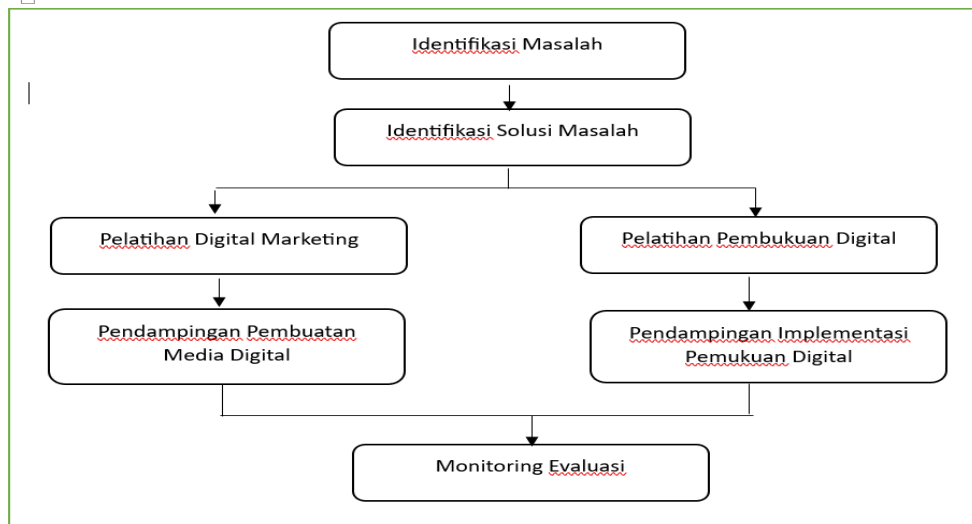 Identifikasi Masalah
Identifikasi Solusi Masalah
Pelatihan Digital Marketing
Pelatihan Pembukuan Digital
Pendampingan Pembuatan
Media Digital
Pendampingan Implementasi
Pemukuan Digital
Monitoring Evaluasi